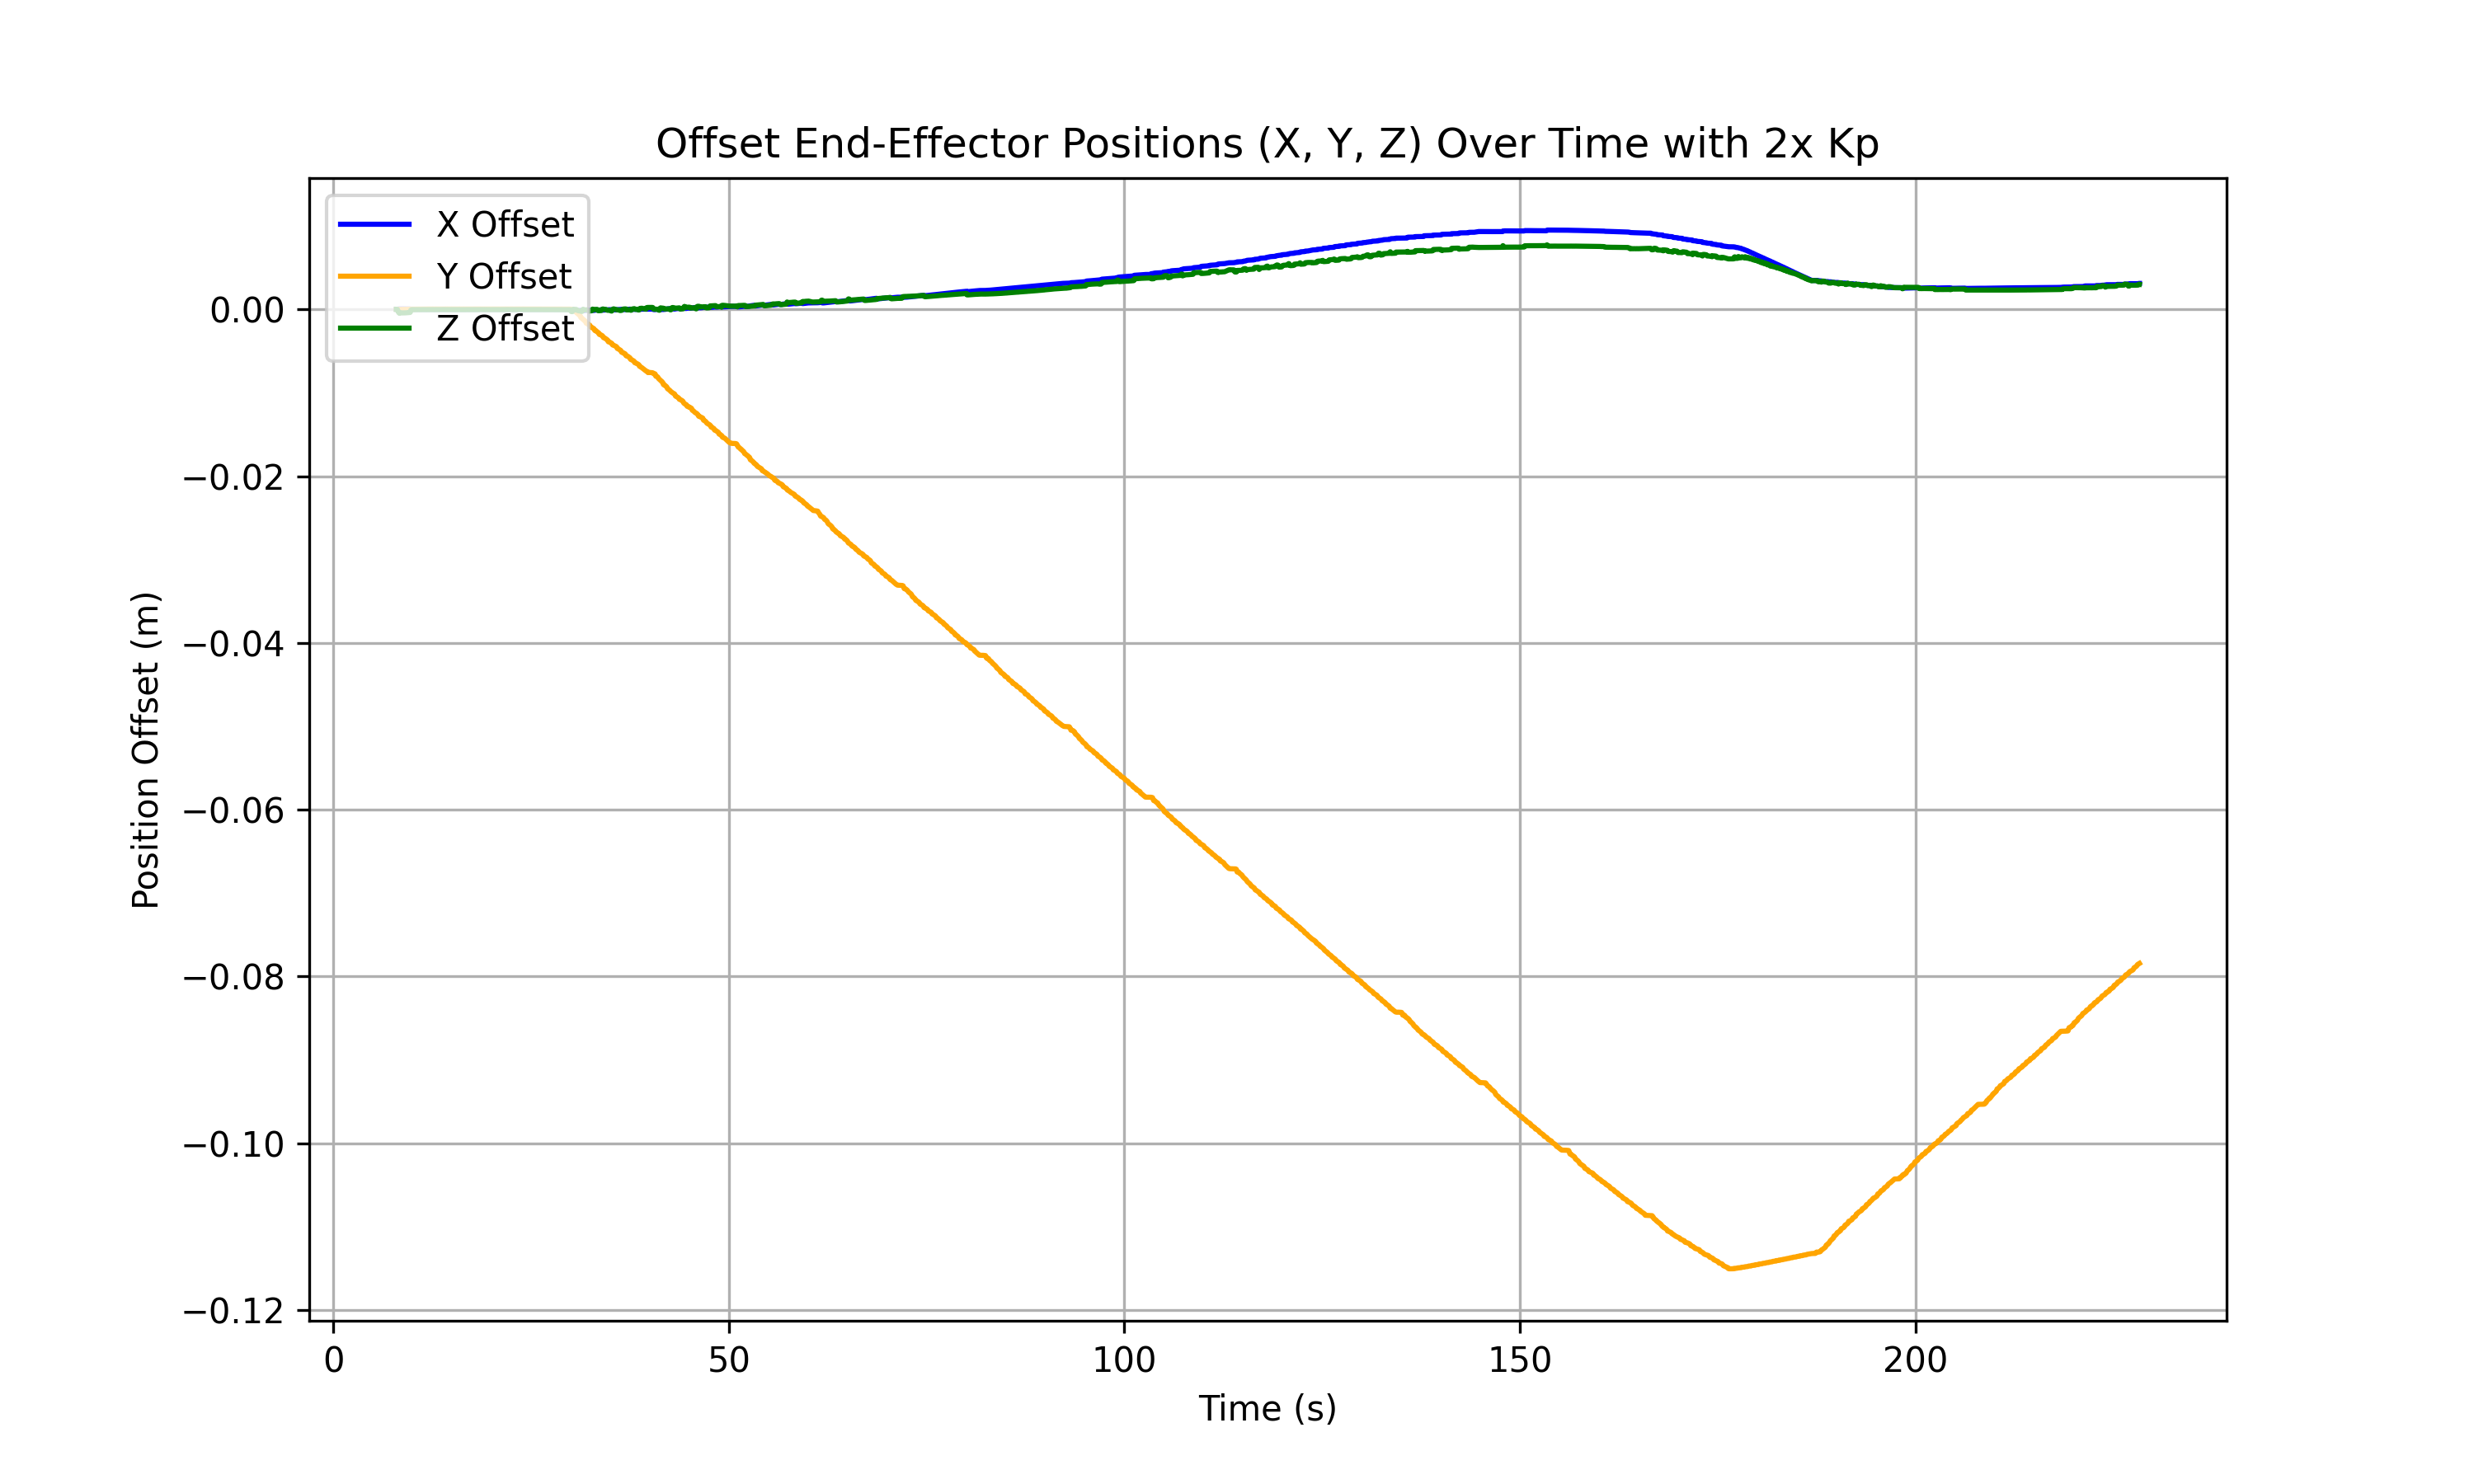 Offset End-Effector Positions (X, Y, Z) Over Time with 2x Kp
X Offset
Y Offset
Z Offset
Position Offset (m)
0.00
−0.02
−0.04
−0.06
−0.08
−0.10
−0.12
0
50
100
150
200
Time (s)